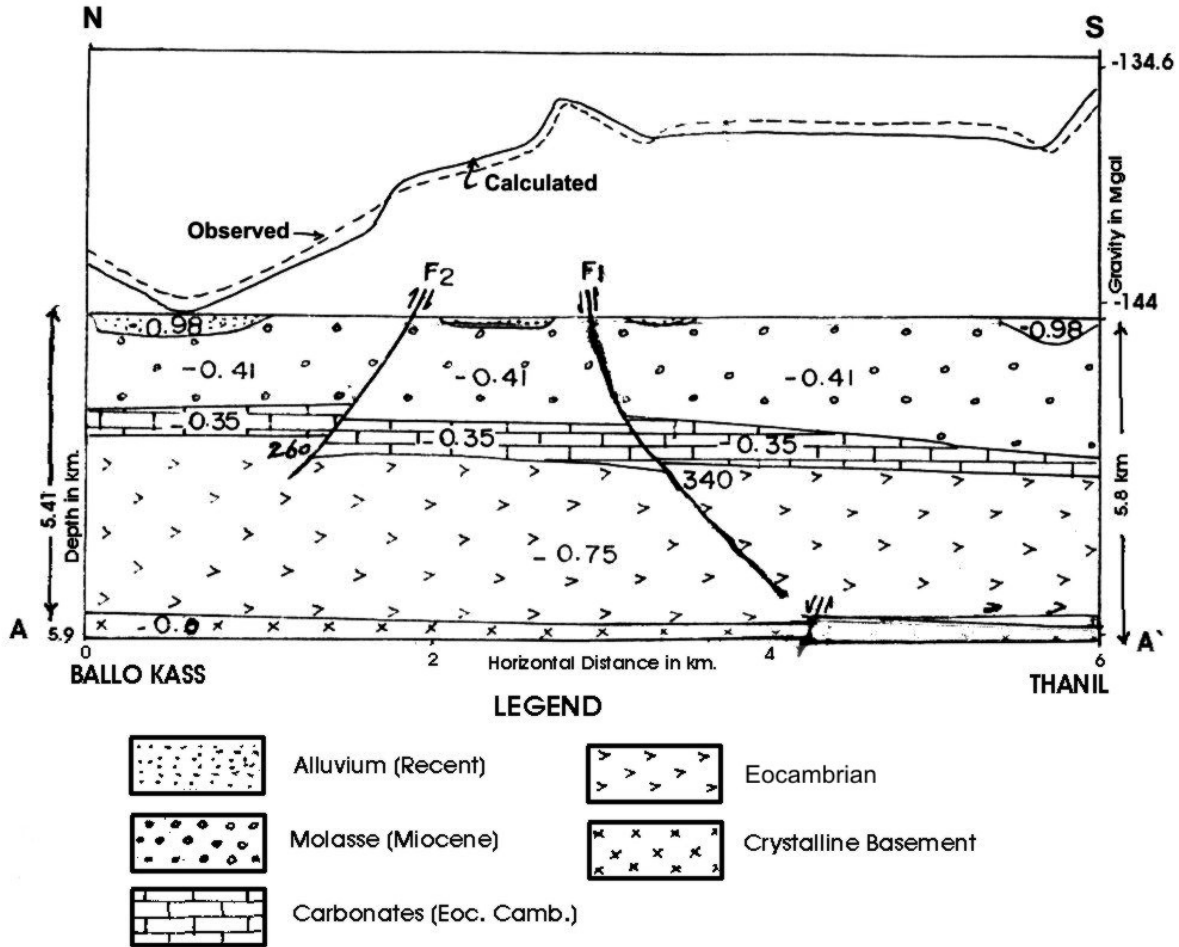 N
S
-134.6
Calculated
Observed
Gravity in Mgal
F2
F1
-144
-0.98
-0.98
-0.41
-0.41
-0.41
-0.35
-0.35
-0.35
260
340
5.41
Depth in km.
- 0.75
5.8 km
-0.0
A
5.9
A`
0
2
Horizontal Distance in km.
4
6
BALLO KASS
THANIL
LEGEND
Alluvium (Recent)
Eocambrian
Molasse (Miocene)
Crystalline Basement
Carbonates (Eoc. Camb.)